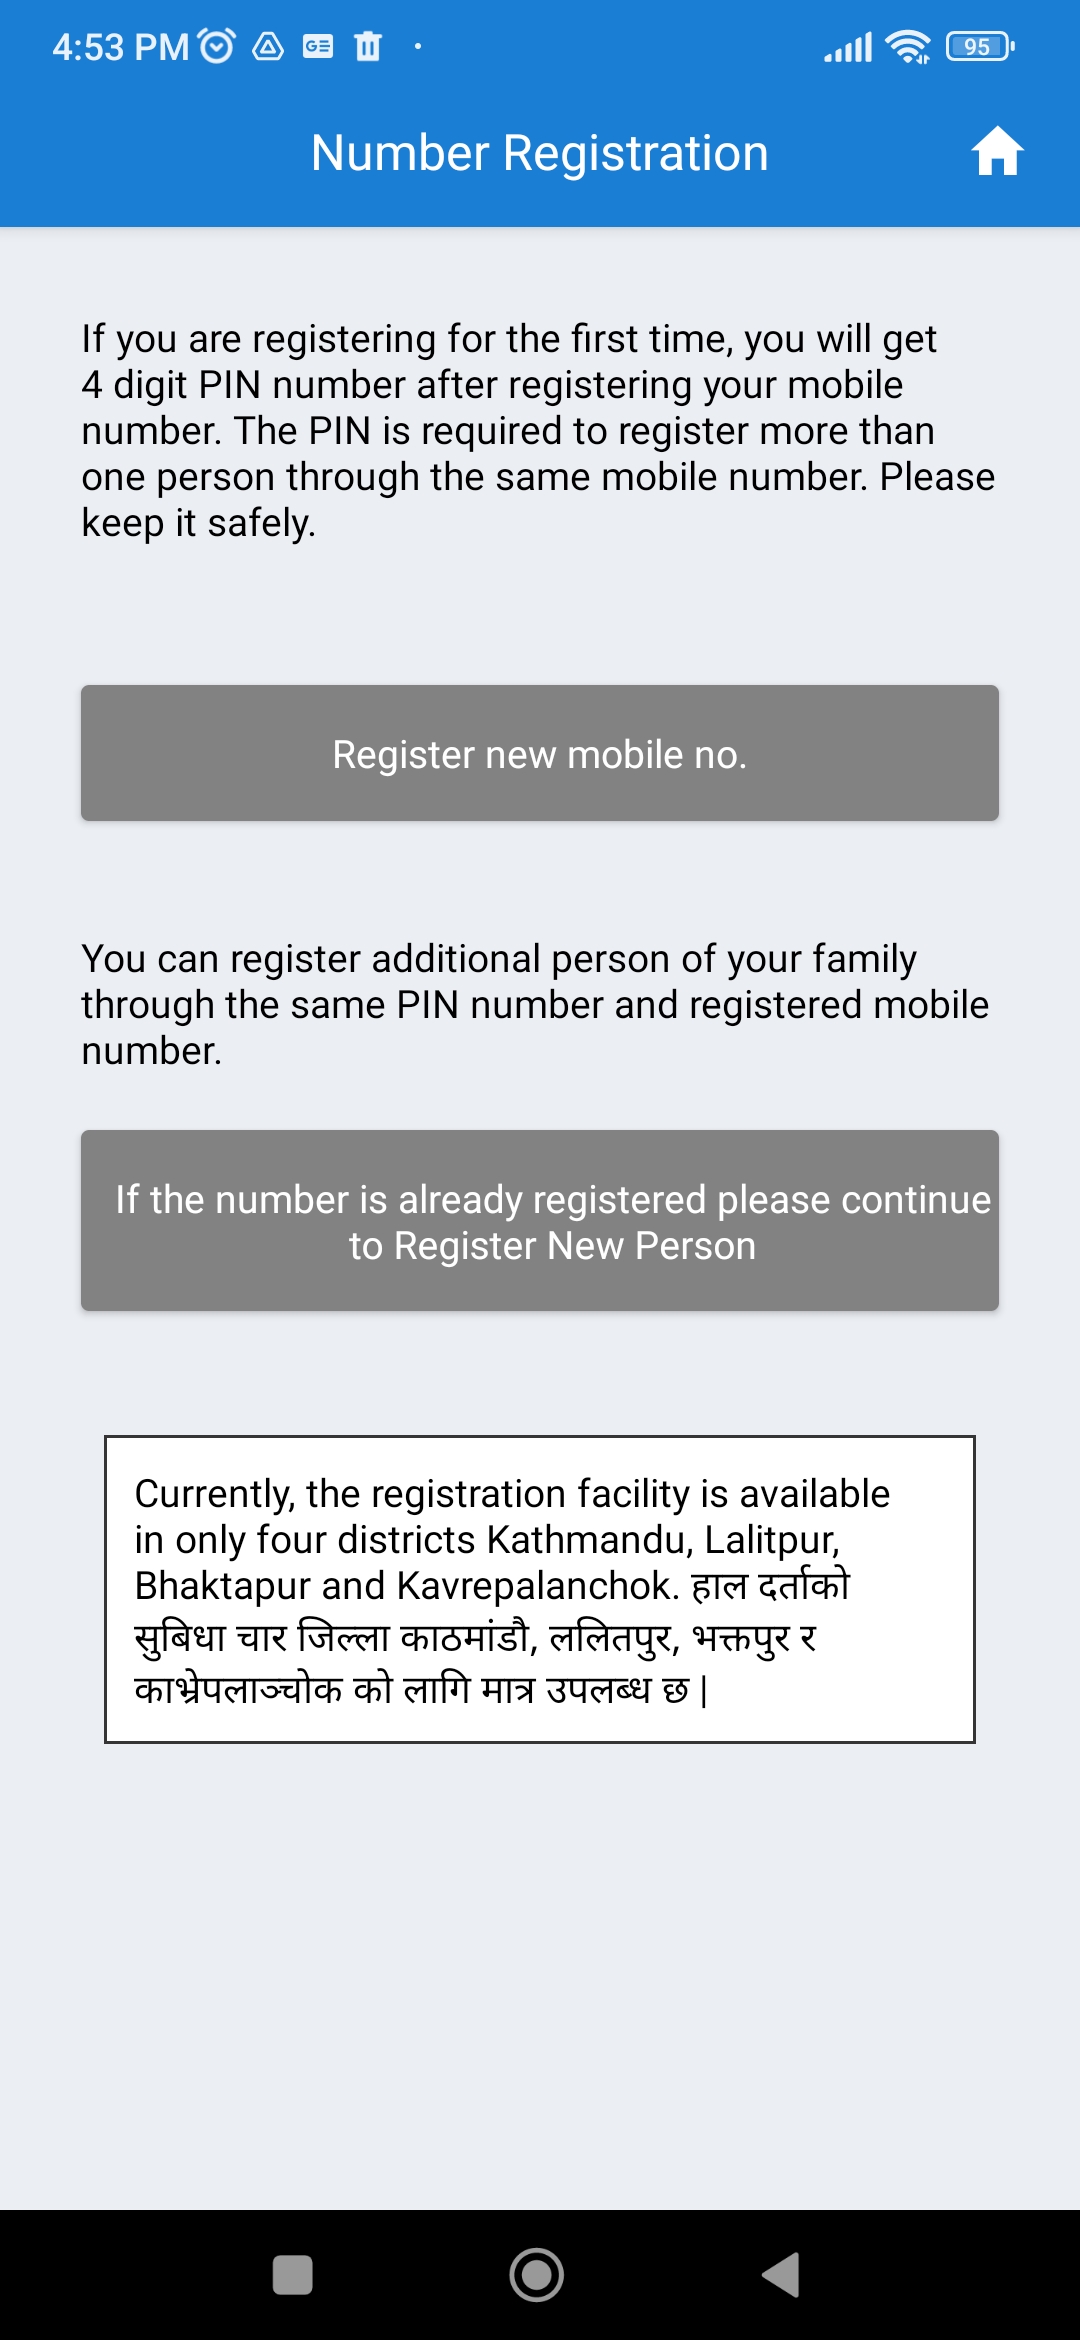 4:53 PM
95
Number Registration
If you are registering for the first time, you will get
4 digit PIN number after registering your mobile
number. The PIN is required to register more than
one person through the same mobile number. Please
keep it safely.
Register new mobile no.
You can register additional person of your family
through the same PIN number and registered mobile
number.
If the number is already registered please continue
to Register New Person
Currently, the registration facility is available
in only four districts Kathmandu, Lalitpur,
Bhaktapur and Kavrepalanchok. हाल दर्ताको
सुबिधा चार जिल्ला काठमांडौ, ललितपुर, भक्तपुर र
काभ्रेपलाञ्चोक को लागि मात्र उपलब्ध छ |